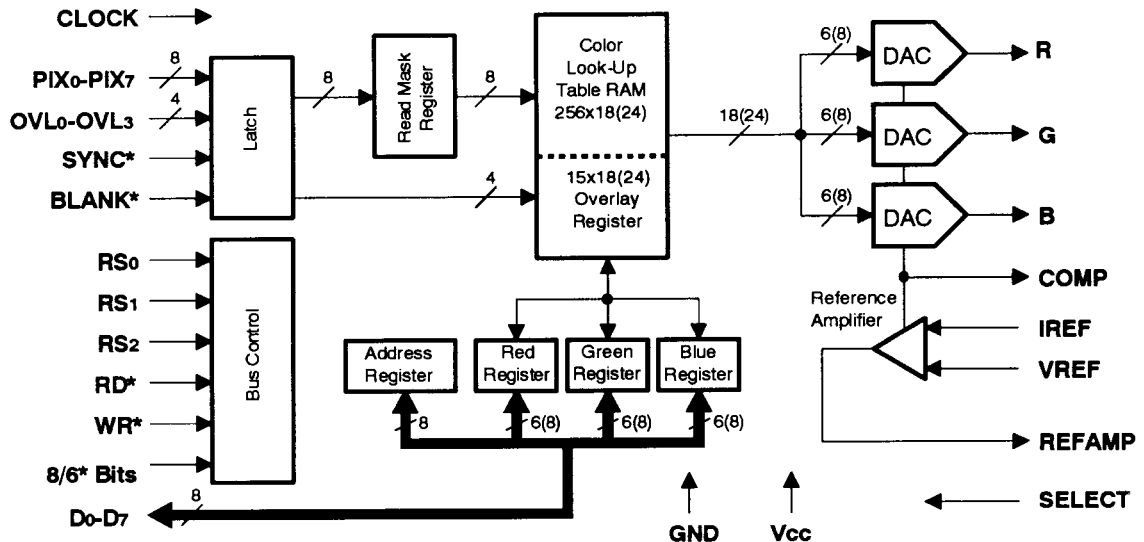 CLOCK
PIX0-PIX7
8
OVL0-OVL3
4
SYNC*
BLANK*
Latch
8
Read Mask
Register
8
4
Color
Look-Up
Table RAM
256x18(24)
15x18(24)
Overlay
Register
18(24)
6(8)
DAC
R
6(8)
DAC
G
6(8)
DAC
B
COMP
Reference
Amplifier
IREF
VREF
REFAMP
SELECT
RS0
RS1
RS2
RD*
WR*
8/6* Bits
Bus Control
Address
Register
Red
Register
Green
Register
Blue
Register
8
6(8)
6(8)
6(8)
D0-D7
8
GND
Vcc